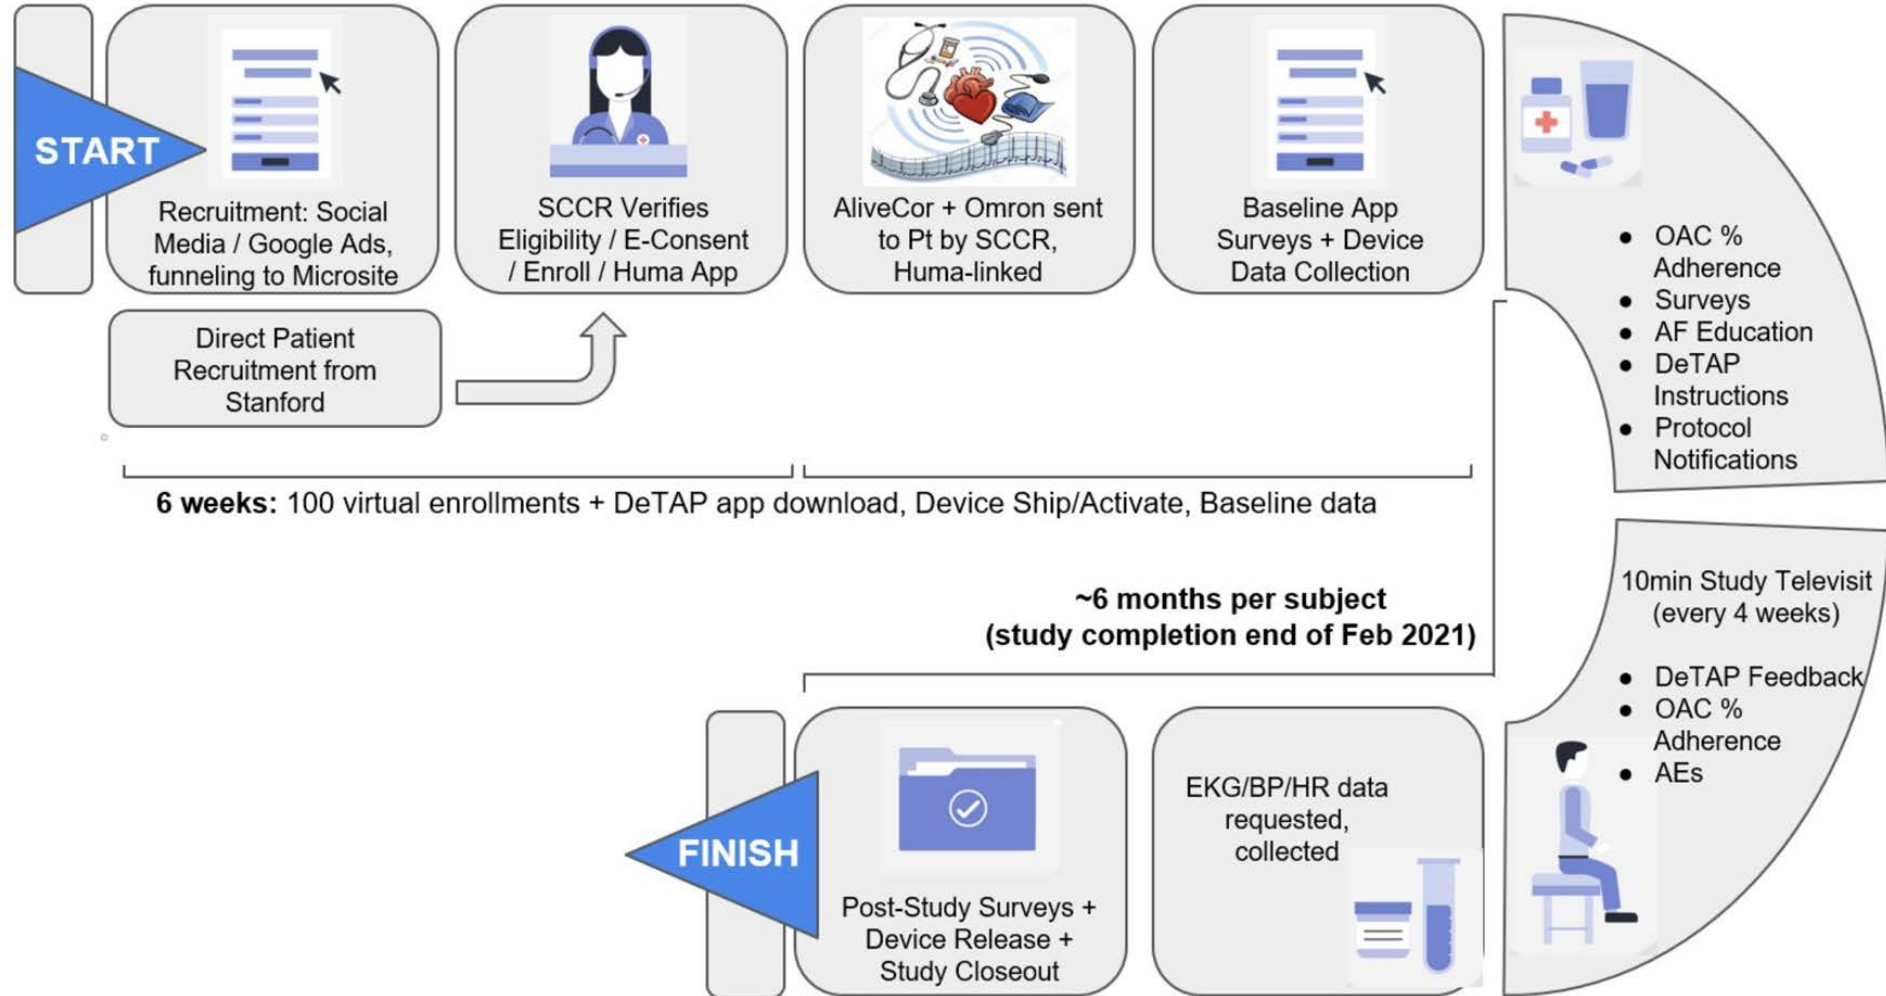 START
Recruitment: Social
Media / Google Ads,
funneling to Microsite
SCCR Verifies
Eligibility / E-Consent
/ Enroll / Huma App
AliveCor + Omron sent
to Pt by SCCR,
Huma-linked
Baseline App
Surveys + Device
Data Collection
● OAC %
Adherence
● Surveys
● AF Education
● DeTAP
Instructions
● Protocol
Notifications
Direct Patient
Recruitment from
Stanford
6 weeks: 100 virtual enrollments + DeTAP app download, Device Ship/Activate, Baseline data
~6 months per subject
(study completion end of Feb 2021)
10min Study Televisit
(every 4 weeks)
● DeTAP Feedback
● OAC %
Adherence
● AEs
EKG/BP/HR data
requested,
collected
Post-Study Surveys +
Device Release +
Study Closeout
FINISH